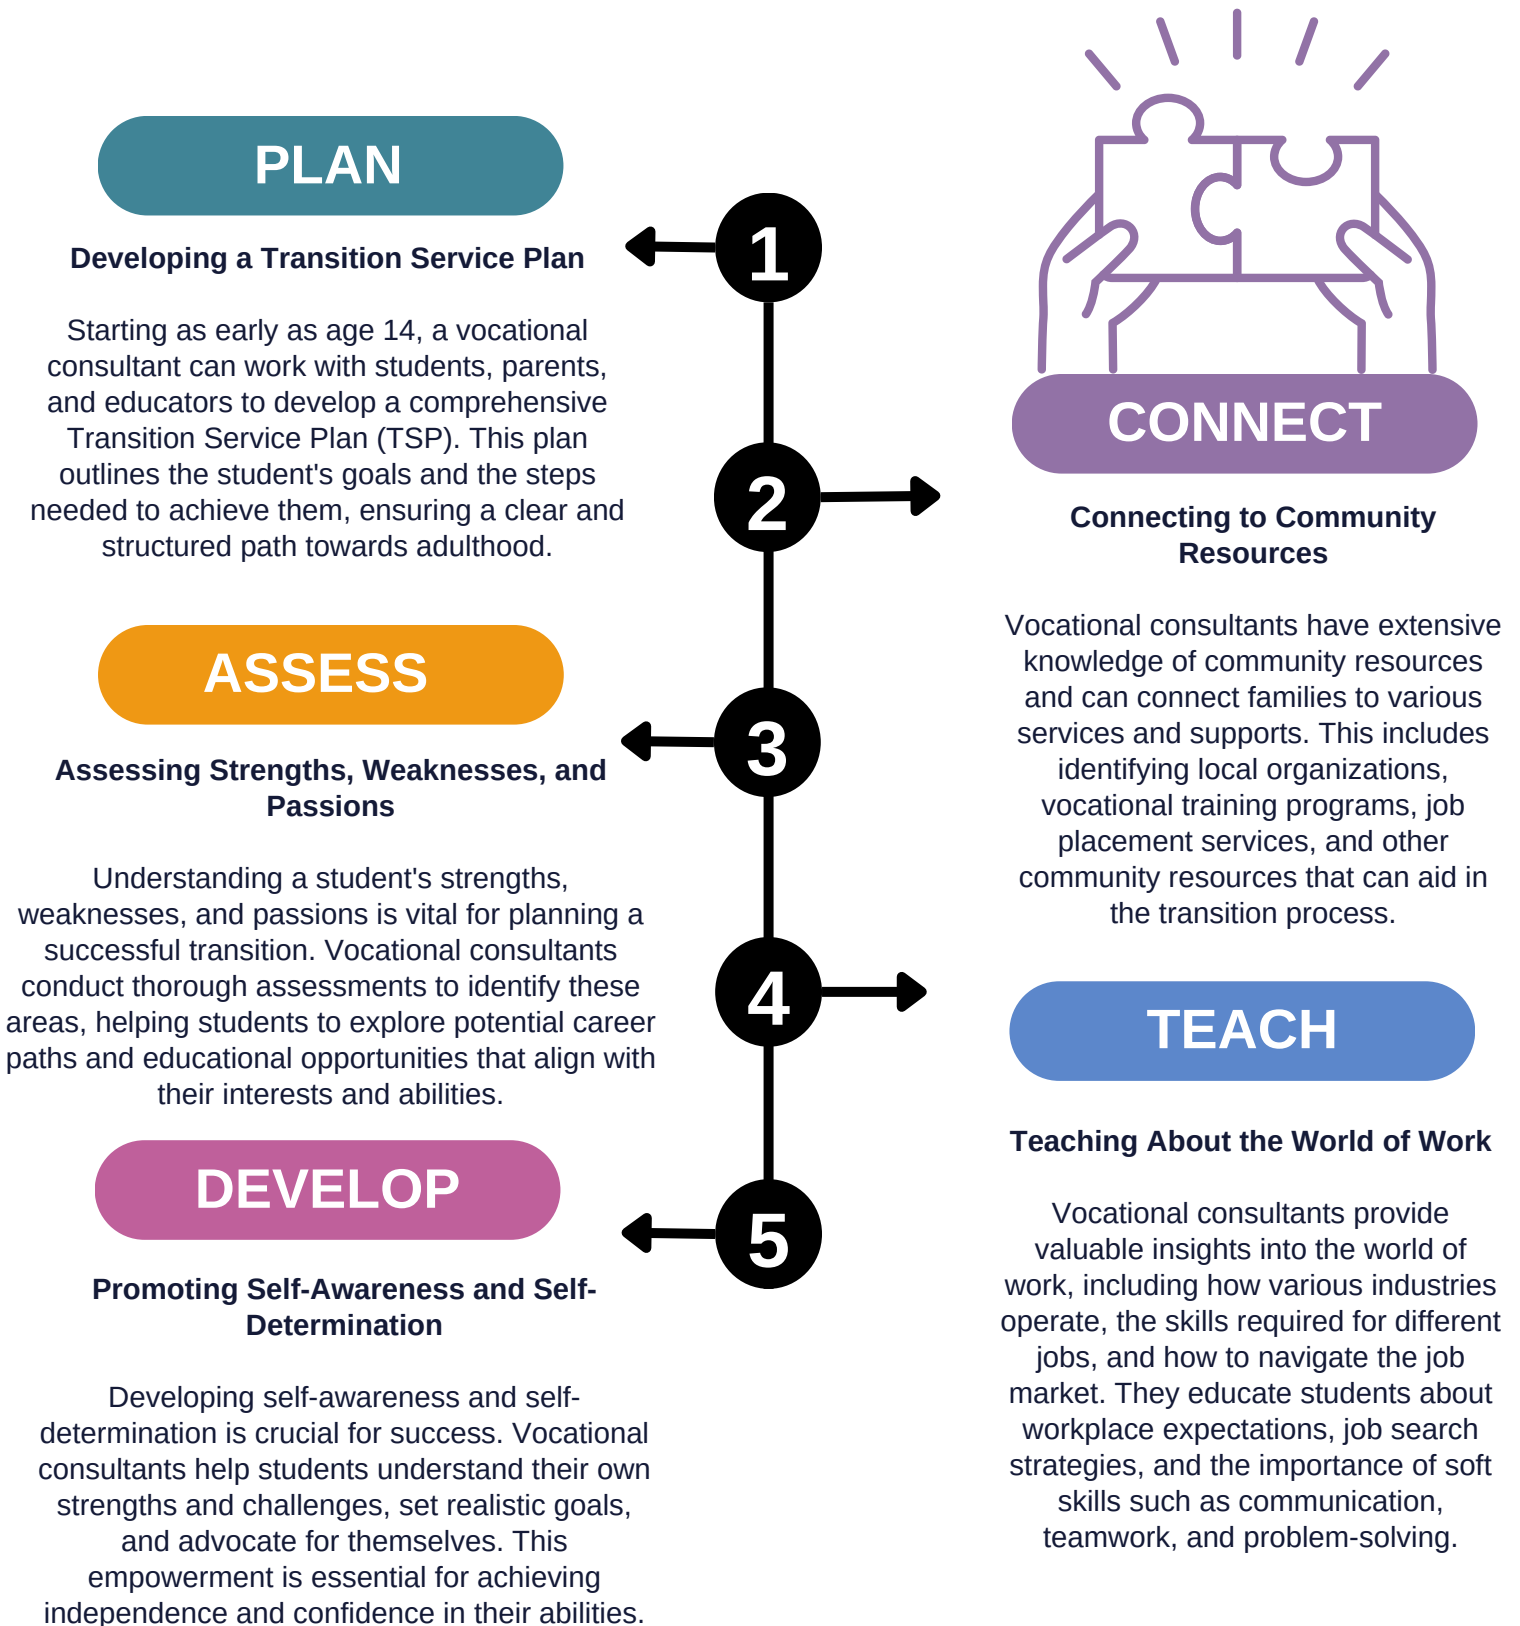 PLAN
Developing a Transition Service Plan
Starting as early as age 14, a vocational
consultant can work with students, parents,
and educators to develop a comprehensive
Transition Service Plan (TSP). This plan
outlines the student's goals and the steps
needed to achieve them, ensuring a clear and
structured path towards adulthood.
1
2
CONNECT
Connecting to Community
Resources
Vocational consultants have extensive
knowledge of community resources
and can connect families to various
services and supports. This includes
identifying local organizations,
vocational training programs, job
placement services, and other
community resources that can aid in
the transition process.
ASSESS
Assessing Strengths, Weaknesses, and
Passions
Understanding a student's strengths,
weaknesses, and passions is vital for planning a
successful transition. Vocational consultants
conduct thorough assessments to identify these
areas, helping students to explore potential career
paths and educational opportunities that align with
their interests and abilities.
3
4
TEACH
Teaching About the World of Work
Vocational consultants provide
valuable insights into the world of
work, including how various industries
operate, the skills required for different
jobs, and how to navigate the job
market. They educate students about
workplace expectations, job search
strategies, and the importance of soft
skills such as communication,
teamwork, and problem-solving.
DEVELOP
5
Promoting Self-Awareness and Self-
Determination
Developing self-awareness and self-
determination is crucial for success. Vocational
consultants help students understand their own
strengths and challenges, set realistic goals,
and advocate for themselves. This
empowerment is essential for achieving
independence and confidence in their abilities.